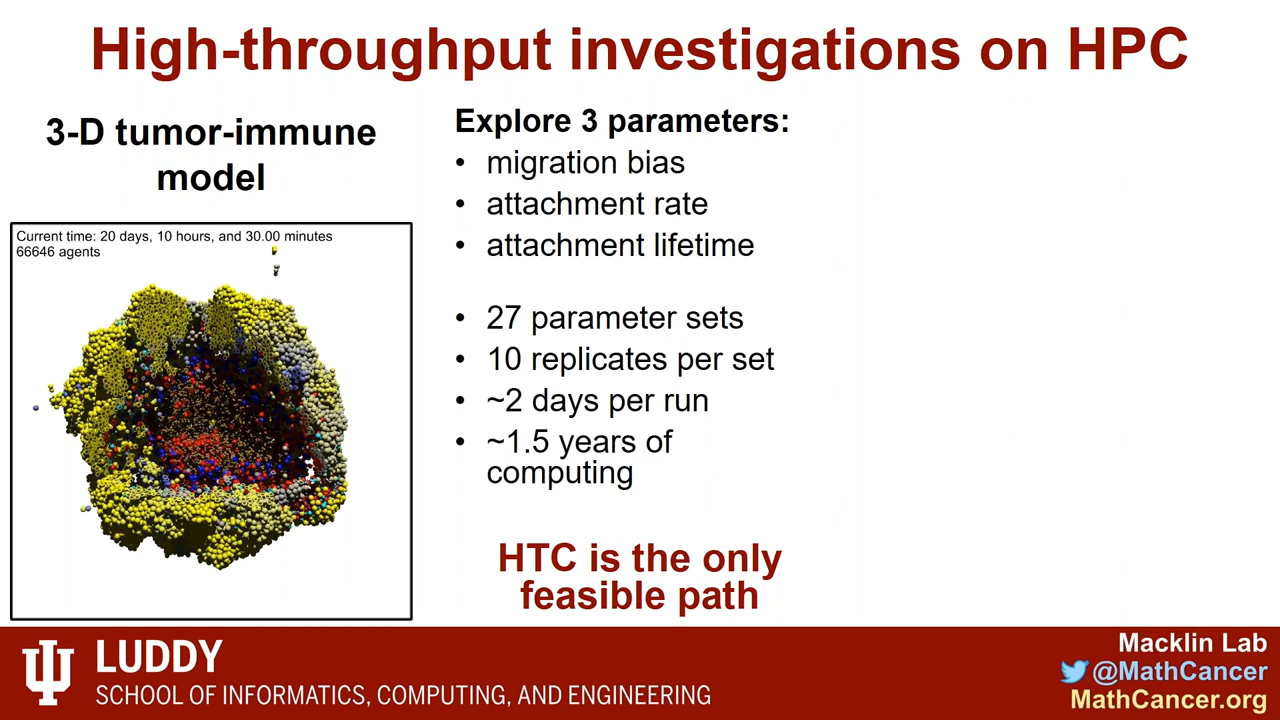 High-throughput investigations on HPC
3-D tumor-immune
model
Current time: 20 days, 10 hours, and 30.00 minutes
66646 agents
Explore 3 parameters:
• migration bias
• attachment rate
• attachment lifetime
• 27 parameter sets
• 10 replicates per set
• ~2 days per run
• ~1.5 years of
computing
HTC is the only
feasible path
LUDDY
SCHOOL OF INFORMATICS, COMPUTING, AND ENGINEERING
Macklin Lab
@MathCancer
MathCancer.org